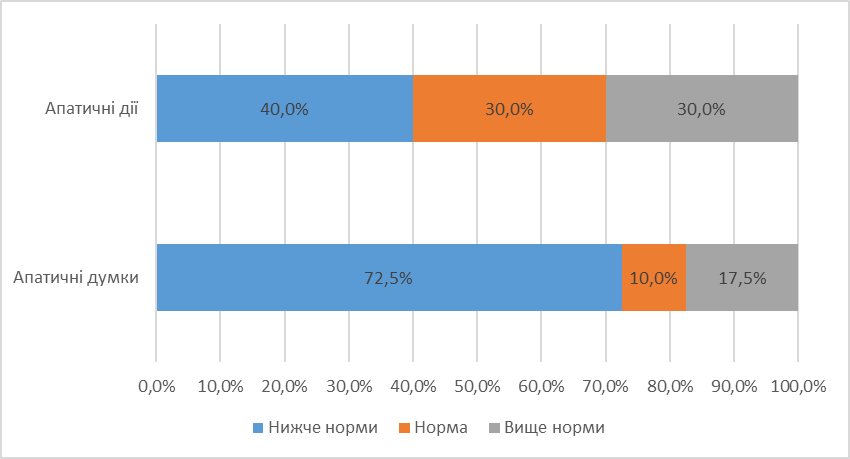 Апатичні дії
40,0% 30,0% 30,0%
Апатичні думки
72,5% 10,0% 17,5%
0,0% 10,0% 20,0% 30,0% 40,0% 50,0% 60,0% 70,0% 80,0% 90,0% 100,0%
Нижче норми Норма Вище норми